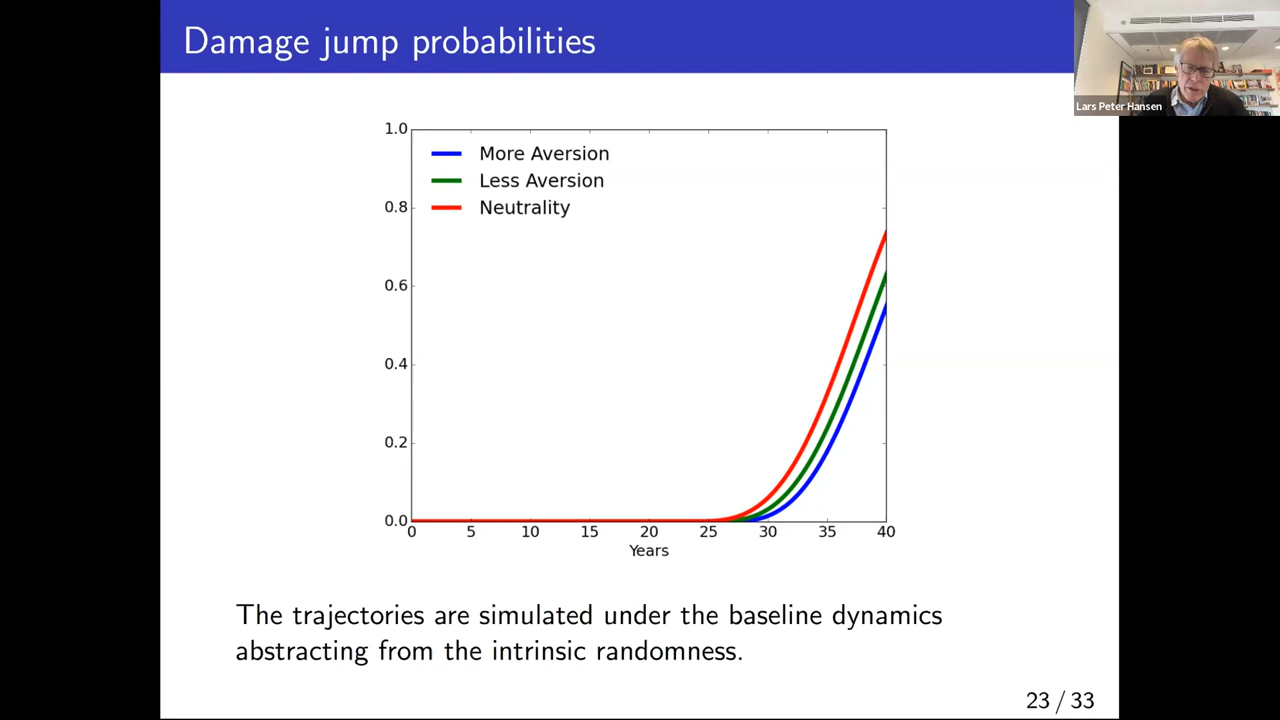 Damage jump probabilities
Lars Peter Hansen
1.0
0.8
0.6
0.4
0.2
0.0
More Aversion
Less Aversion
Neutrality
0 5 10 15 20 25 30 35 40
Years
The trajectories are simulated under the baseline dynamics
abstracting from the intrinsic randomness.
23 / 33